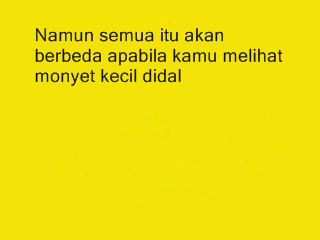 Namun semua itu akan
berbeda apabila kamu melihat
monyet kecil didal